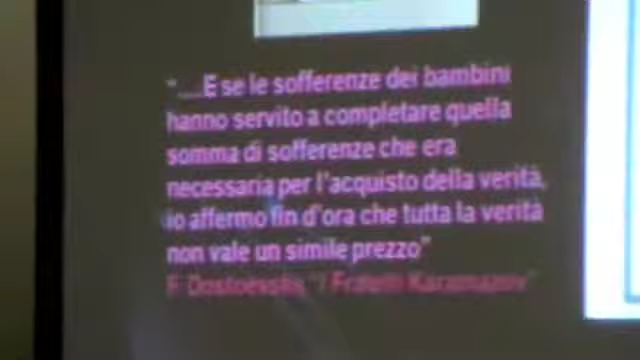 "....E se le sofferenze dei bambini
hanno servito a completare quella
somma di sofferenze che era
necessaria per l'acquisto della verità,
io affermo fin d'ora che tutta la verità
non vale un simile prezzo"
F. Dostoevskij "I Fratelli Karamazov"